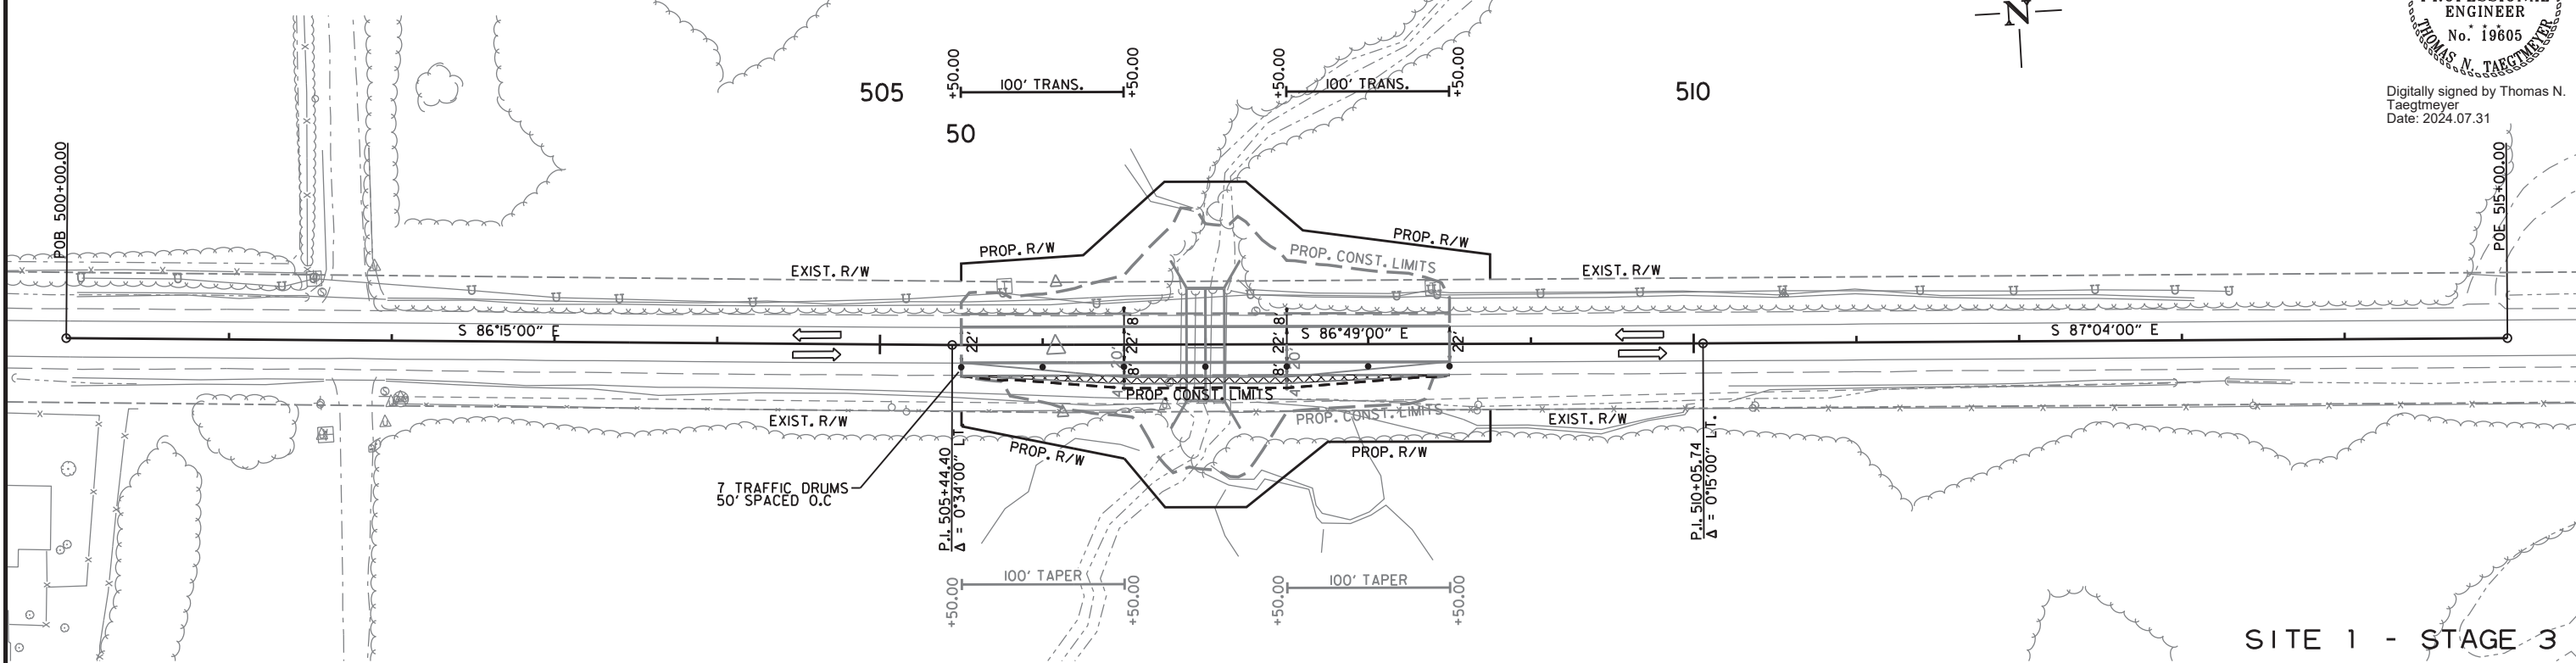 PROFESSIONAL
ENGINEER
* * *
No. 19605
THOMAS N. TAEGTMEYER
Digitally signed by Thomas N.
Taegtmeyer
Date: 2024.07.31
N
505
+50.00
100' TRANS.
+50.00
+50.00
100' TRANS.
+50.00
510
50
POB 500+00.00
POE 515+00.00
PROP. R/W
PROP. R/W
PROP. CONST. LIMITS
EXIST. R/W
EXIST. R/W
S 86°15'00" E
S 86°49'00" E
S 87°04'00" E
22'
22'
8'
22'
8'
22'
8'
8'
PROP. CONST. LIMITS
PROP. CONST. LIMITS
EXIST. R/W
EXIST. R/W
PROP. R/W
PROP. R/W
7 TRAFFIC DRUMS
50' SPACED O.C
P.I. 505+44.40
Δ = 0°34'00" LT.
P.I. 510+05.74
Δ = 0°15'00" LT.
+50.00
100' TAPER
+50.00
+50.00
100' TAPER
+50.00
SITE 1 - STAGE 3